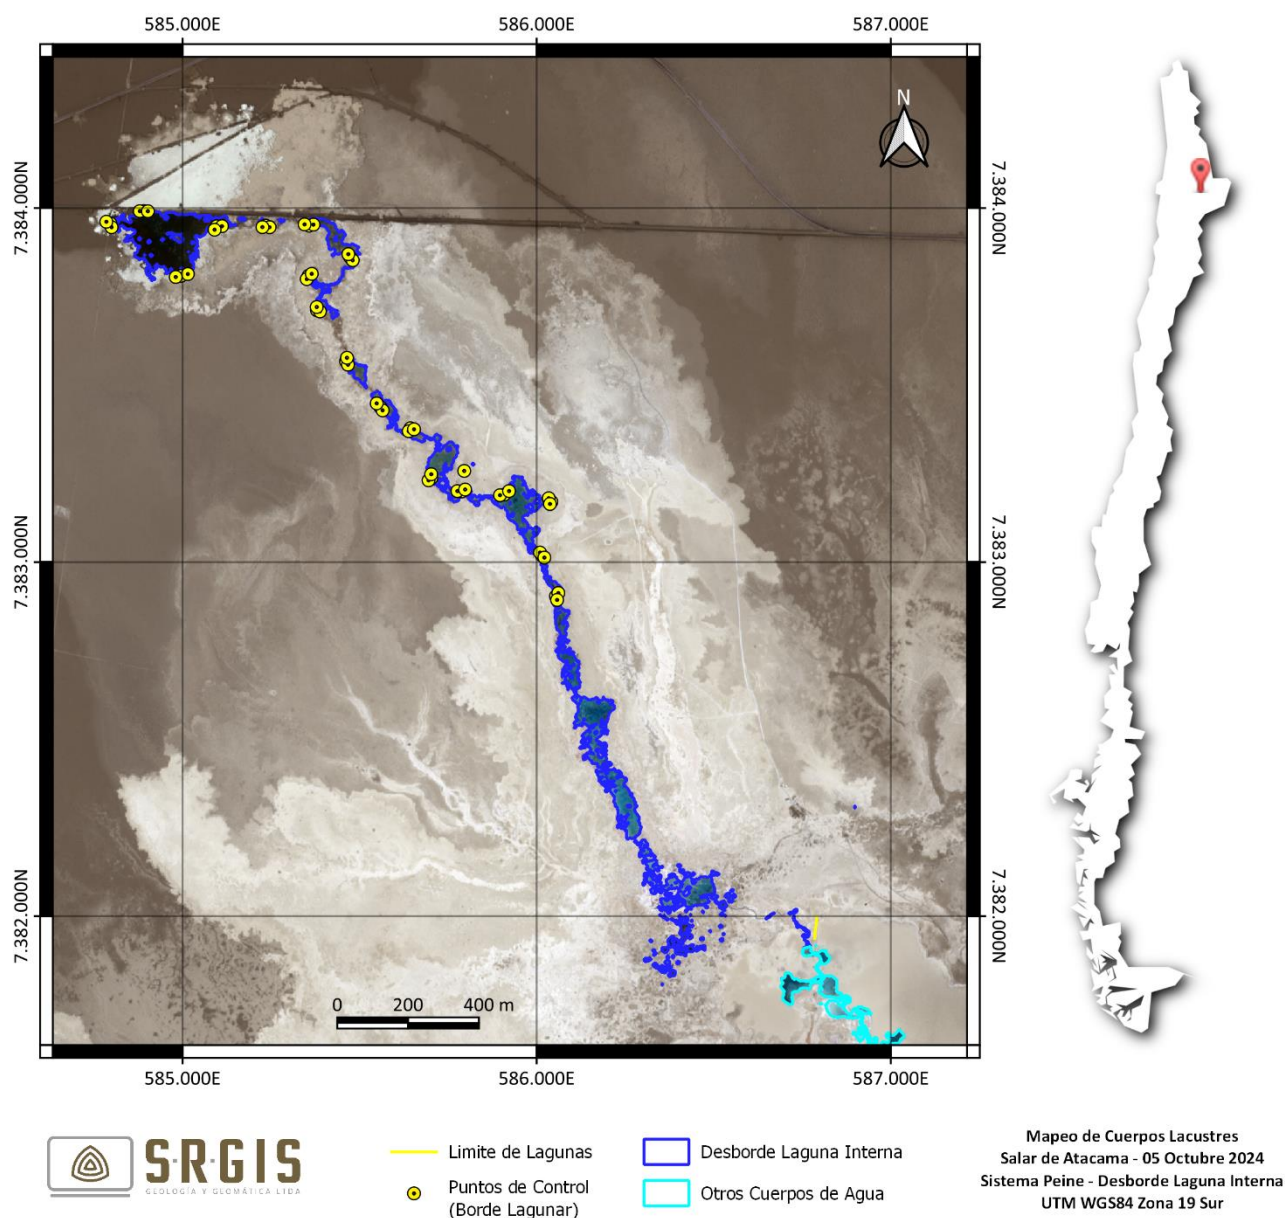 585.000E 586.000E 587.000E
N
7.384.000N 7.384.000N
7.383.000N 7.383.000N
7.382.000N 7.382.000N
0 200 400 m
585.000E 586.000E 587.000E
S·R·GIS
GEOLOGÍA Y GEOMÁTICA LTDA
Limite de Lagunas
Puntos de Control
(Borde Lagunar)
Desborde Laguna Interna
Otros Cuerpos de Agua
Mapeo de Cuerpos Lacustres
Salar de Atacama - 05 Octubre 2024
Sistema Peine - Desborde Laguna Interna
UTM WGS84 Zona 19 Sur